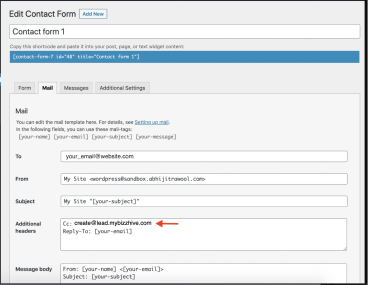 Edit Contact Form Add New
Contact form 1
Copy this shortcode and paste it into your post, page, or text widget content:
[contact-form-7 id="48" title="Contact form 1"]
Form Mail Messages Additional Settings
Mail
You can edit the mail template here. For details, see Setting up mail.
In the following fields, you can use these mail-tags:
[your-name] [your-email] [your-subject] [your-message]
To your_email@website.com
From My Site <wordpress@sandbox.abhijitrawool.com>
Subject My Site "[your-subject]"
Additional headers Cc: create@lead.mybizzhive.com
Reply-To: [your-email]
Message body From: [your-name] <[your-email]>
Subject: [your-subject]